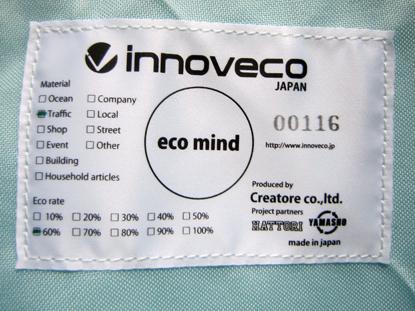 innoveco
JAPAN
Material
Ocean Company
Traffic Local
Shop Street
Event Other
Building
Household articles
eco mind
00116
http://www.innoveco.jp
Eco rate
10% 20% 30% 40% 50%
60% 70% 80% 90% 100%
Produced by
Creatore co.,ltd.
Project partners
HATTORI YAMASHO
made in japan